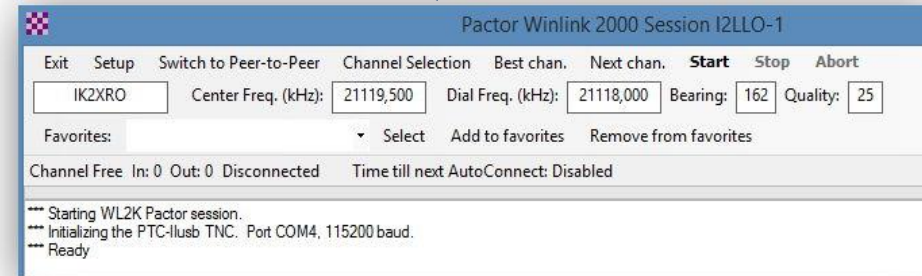 Pactor Winlink 2000 Session I2LLO-1
Exit Setup Switch to Peer-to-Peer Channel Selection Best chan. Next chan. Start Stop Abort
IK2XRO Center Freq. (kHz): 21119,500 Dial Freq. (kHz): 21118,000 Bearing: 162 Quality: 25
Favorites: Select Add to favorites Remove from favorites
Channel Free In: 0 Out: 0 Disconnected Time till next AutoConnect: Disabled
*** Starting WL2K Pactor session.
*** Initializing the PTC-IIusb TNC. Port COM4, 115200 baud.
*** Ready